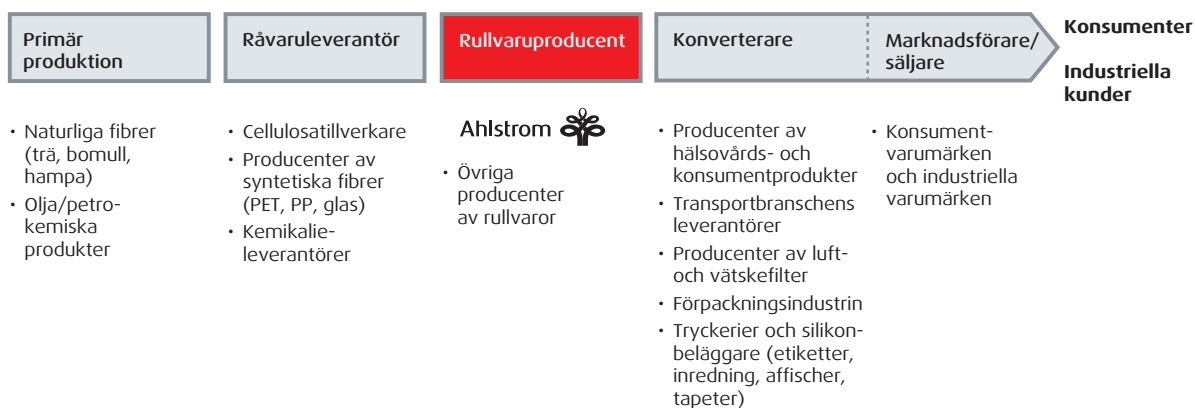 Primär
produktion
Råvaruleverantör
Rullvaruproducent
Konverterare
Marknadsförare/
säljare
Konsumenter
Industriella
kunder
· Naturliga fibrer
(trä, bomull,
hampa)
· Olja/petro-
kemiska
produkter
· Cellulosatillverkare
· Producenter av
syntetiska fibrer
(PET, PP, glas)
· Kemikalie-
leverantörer
Ahlstrom
· Övriga
producenter
av rullvaror
· Producenter av
hälsovårds- och
konsumentprodukter
· Transportbranschens
leverantörer
· Producenter av luft-
och vätskefilter
· Förpackningsindustrin
· Tryckerier och silikon-
beläggare (etiketter,
inredning, affischer,
tapeter)
· Konsument-
varumärken
och industriella
varumärken